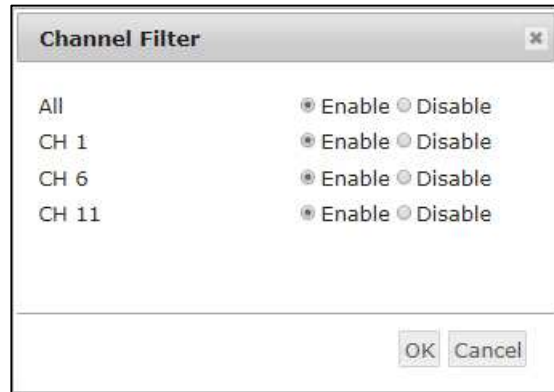 Channel Filter
All Enable Disable
CH 1 Enable Disable
CH 6 Enable Disable
CH 11 Enable Disable
OK Cancel